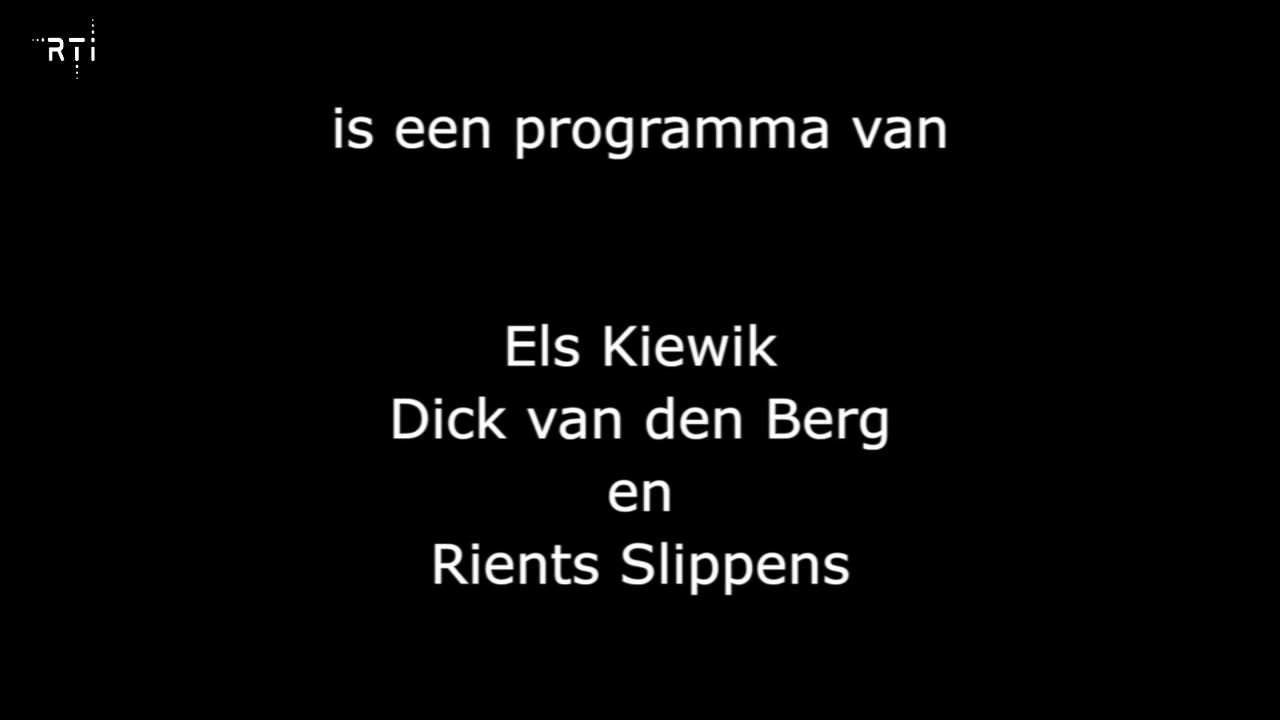 RTi
is een programma van
Els Kiewik
Dick van den Berg
en
Rients Slippens